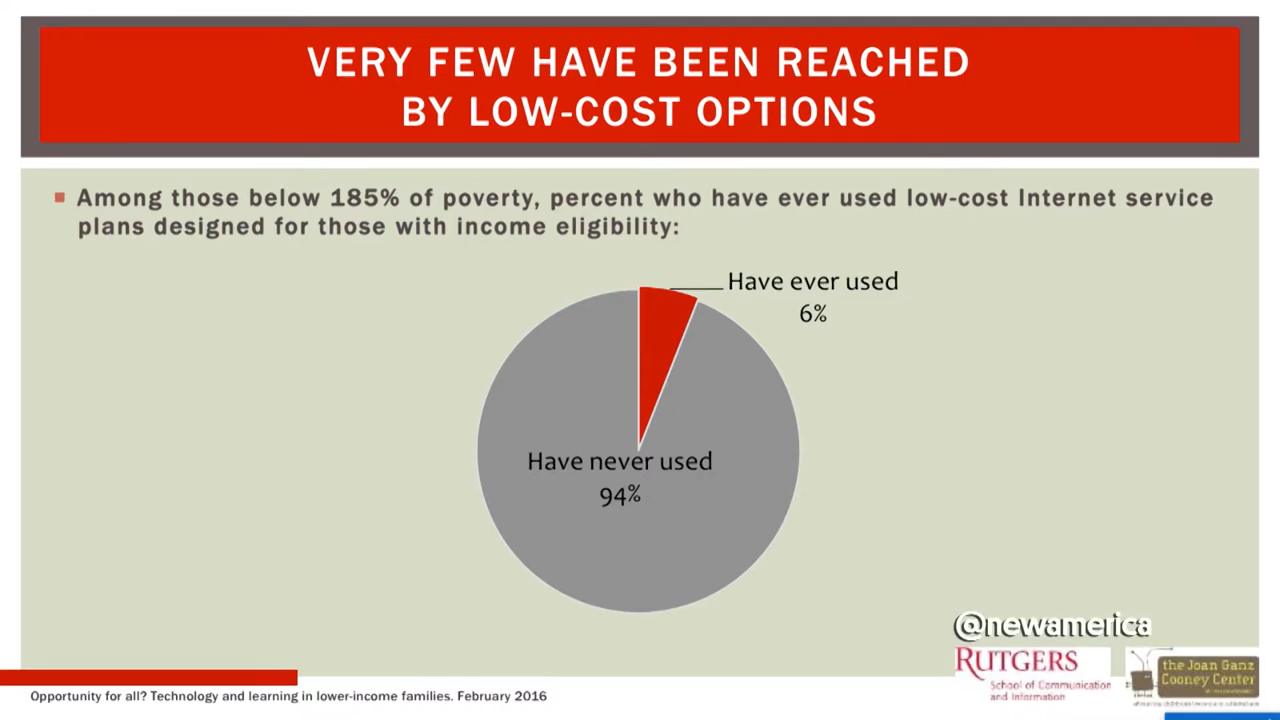 VERY FEW HAVE BEEN REACHED
BY LOW-COST OPTIONS
Among those below 185% of poverty, percent who have ever used low-cost Internet service
plans designed for those with income eligibility:
Have ever used
6%
Have never used
94%
@newamerica
RUTGERS
School of Communication
and Information
the Joan Ganz
Cooney Center
Opportunity for all? Technology and learning in lower-income families. February 2016